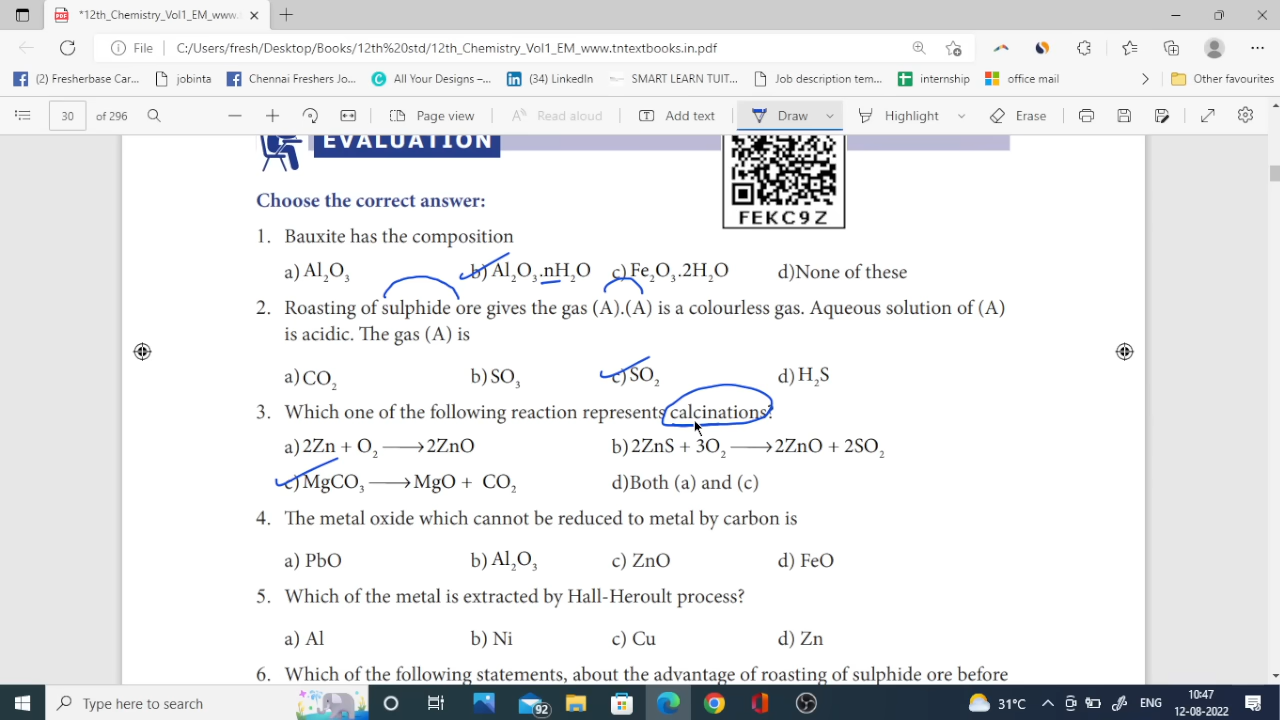 *12th_Chemistry_Vol1_EM_www.
File C:/Users/fresh/Desktop/Books/12th%20std/12th_Chemistry_Vol1_EM_www.tntextbooks.in.pdf
(2) Fresherbase Car... jobinta Chennai Freshers Jo... All Your Designs –... (34) LinkedIn SMART LEARN TUIT... Job description tem... internship office mail Other favourites
30 of 296 Page view Read aloud Add text Draw Highlight Erase
EVALUATION
FEKC9Z
Choose the correct answer:
1. Bauxite has the composition
a) Al₂O₃ b) Al₂O₃.nH₂O c) Fe₂O₃.2H₂O d)None of these
2. Roasting of sulphide ore gives the gas (A).(A) is a colourless gas. Aqueous solution of (A)
is acidic. The gas (A) is
a) CO₂ b) SO₃ c) SO₂ d) H₂S
3. Which one of the following reaction represents calcinations?
a) 2Zn + O₂ ⟶ 2ZnO b) 2ZnS + 3O₂ ⟶ 2ZnO + 2SO₂
c) MgCO₃ ⟶ MgO + CO₂ d)Both (a) and (c)
4. The metal oxide which cannot be reduced to metal by carbon is
a) PbO b) Al₂O₃ c) ZnO d) FeO
5. Which of the metal is extracted by Hall-Heroult process?
a) Al b) Ni c) Cu d) Zn
6. Which of the following statements, about the advantage of roasting of sulphide ore before
Type here to search 92 31°C ENG 10:47
12-08-2022